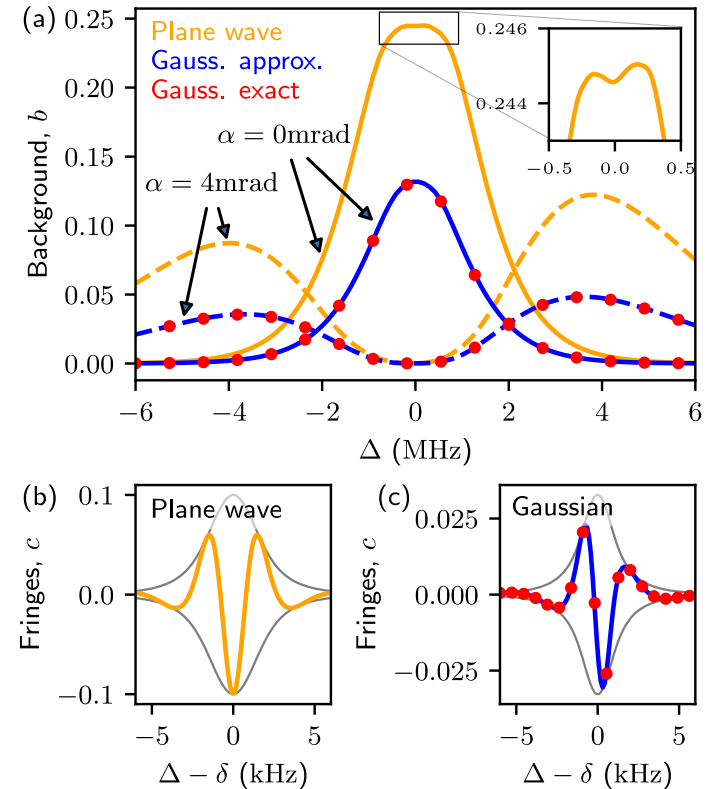 (a)
Plane wave
Gauss. approx.
Gauss. exact
α = 0mrad
α = 4mrad
Background, b
0.25
0.20
0.15
0.10
0.05
0.00
0.246
0.244
−0.5 0.0 0.5
−6 −4 −2 0 2 4 6
Δ (MHz)
(b)
Plane wave
Fringes, c
0.1
0.0
−0.1
−5 0 5
Δ − δ (kHz)
(c)
Gaussian
Fringes, c
0.025
0.000
−0.025
−5 0 5
Δ − δ (kHz)